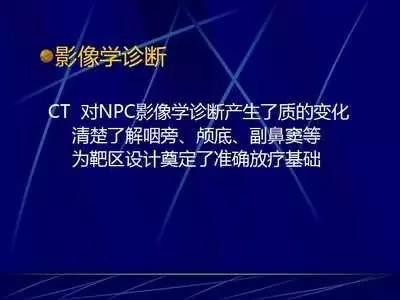 影像学诊断
CT 对NPC影像学诊断产生了质的变化
清楚了解咽旁、颅底、副鼻窦等
为靶区设计奠定了准确放疗基础